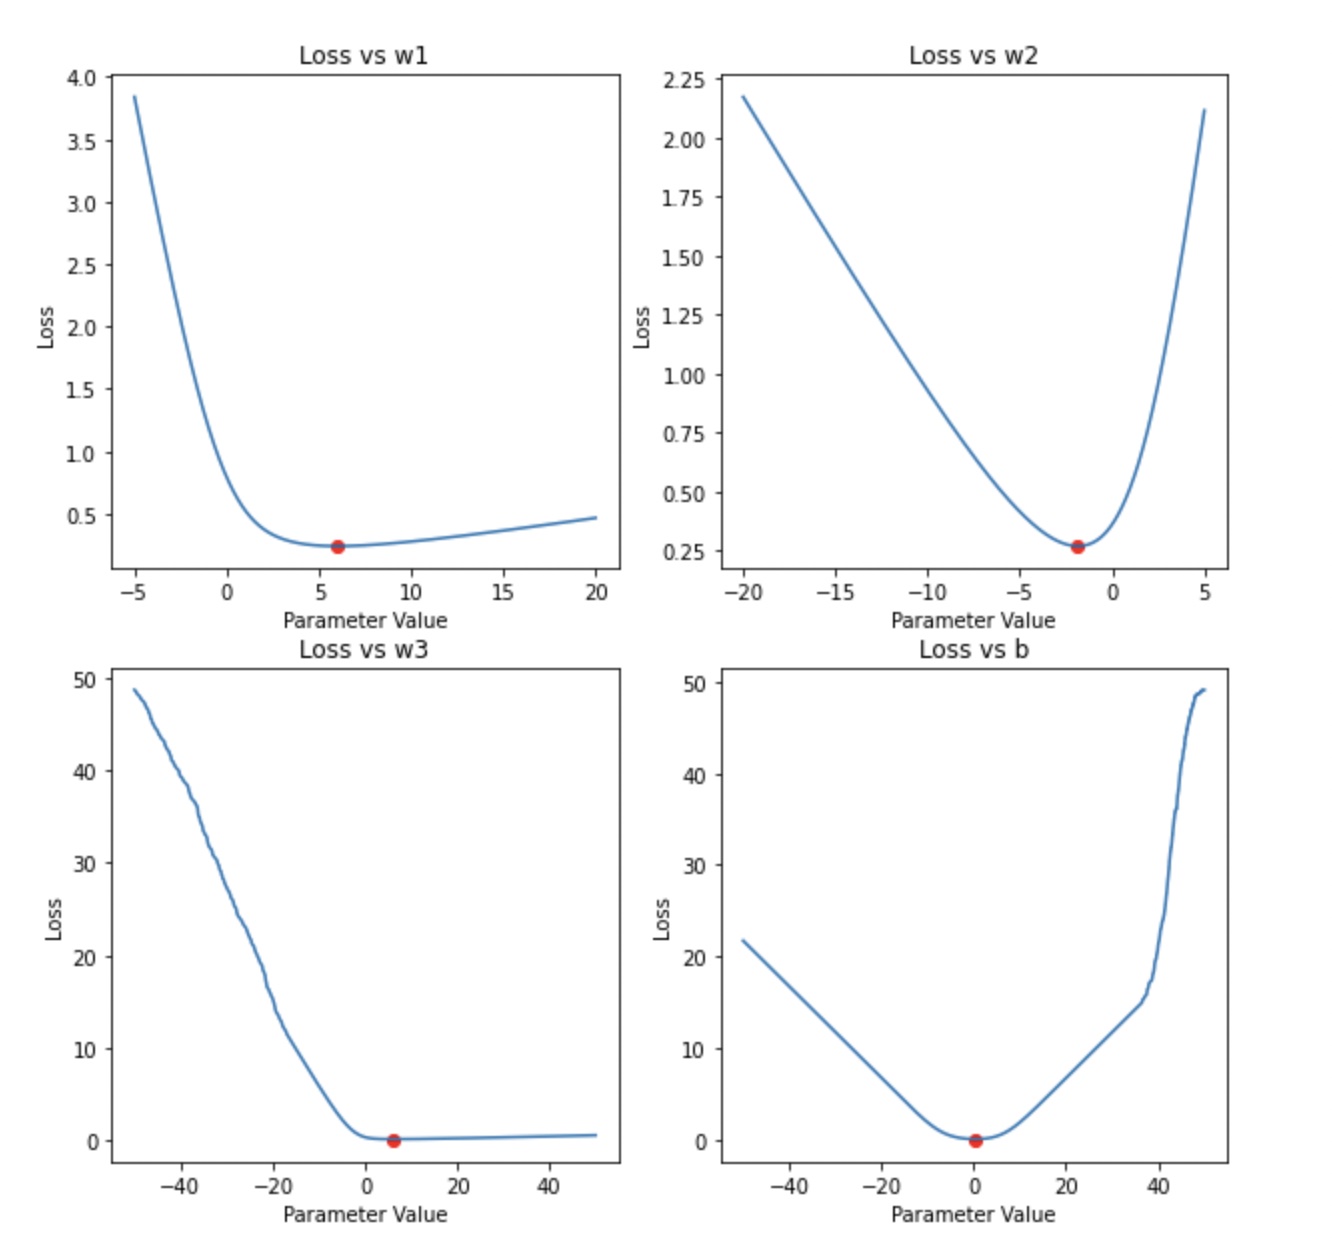 Loss vs w1
4.0
3.5
3.0
2.5
2.0
1.5
1.0
0.5
Loss
−5 0 5 10 15 20
Parameter Value
Loss vs w2
2.25
2.00
1.75
1.50
1.25
1.00
0.75
0.50
0.25
Loss
−20 −15 −10 −5 0 5
Parameter Value
Loss vs w3
50
40
30
20
10
0
Loss
−40 −20 0 20 40
Parameter Value
Loss vs b
50
40
30
20
10
0
Loss
−40 −20 0 20 40
Parameter Value